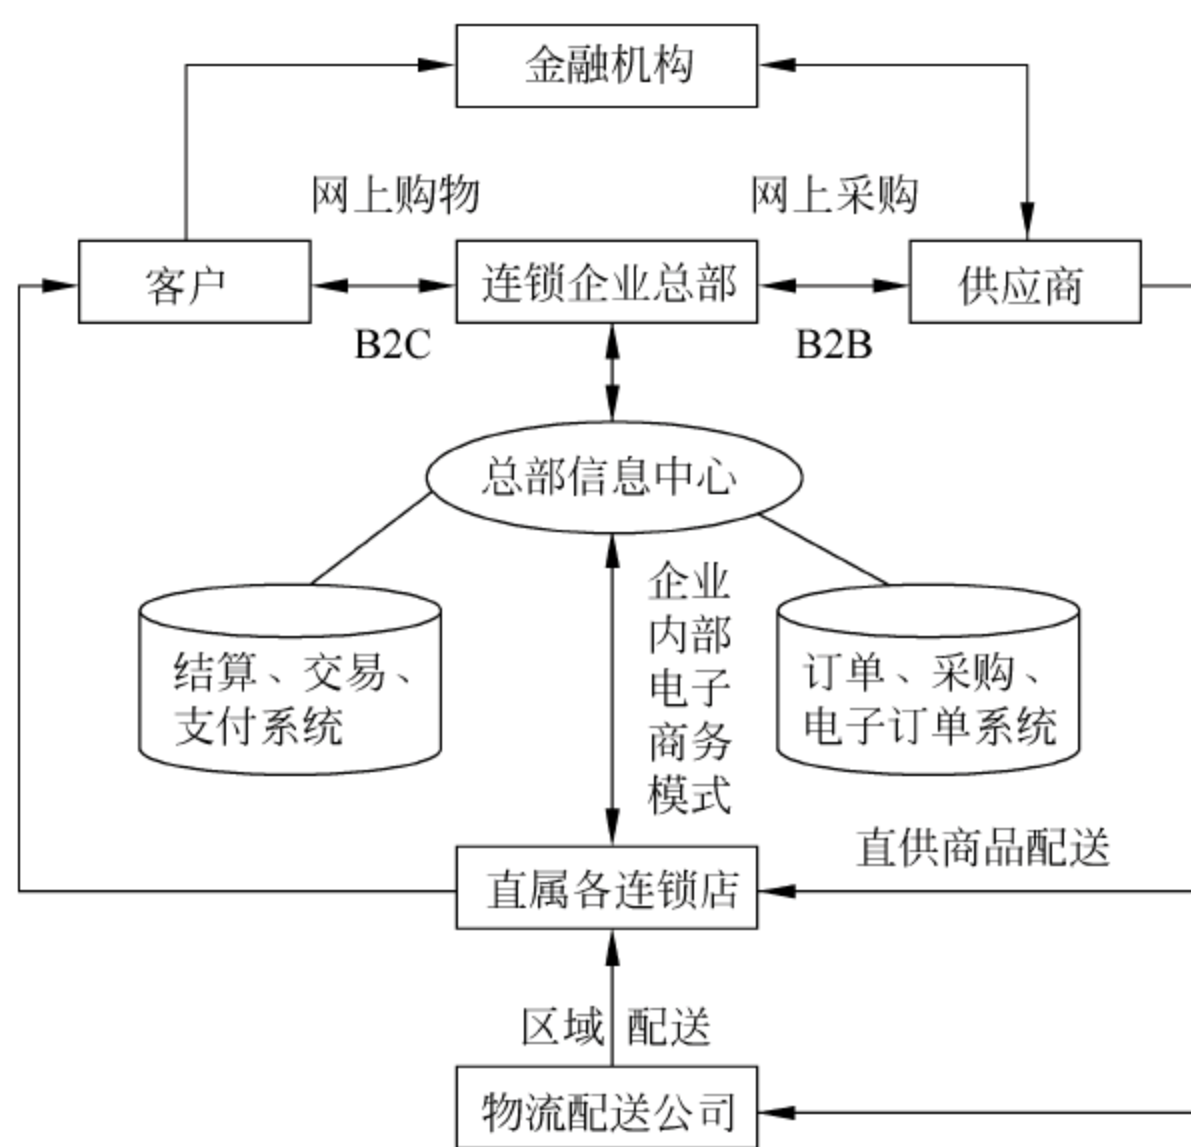 金融机构
网上购物
网上采购
客户
连锁企业总部
供应商
B2C
B2B
总部信息中心
企业
内部
电子
商务
模式
结算、交易、
支付系统
订单、采购、
电子订单系统
直供商品配送
直属各连锁店
区域 配送
物流配送公司